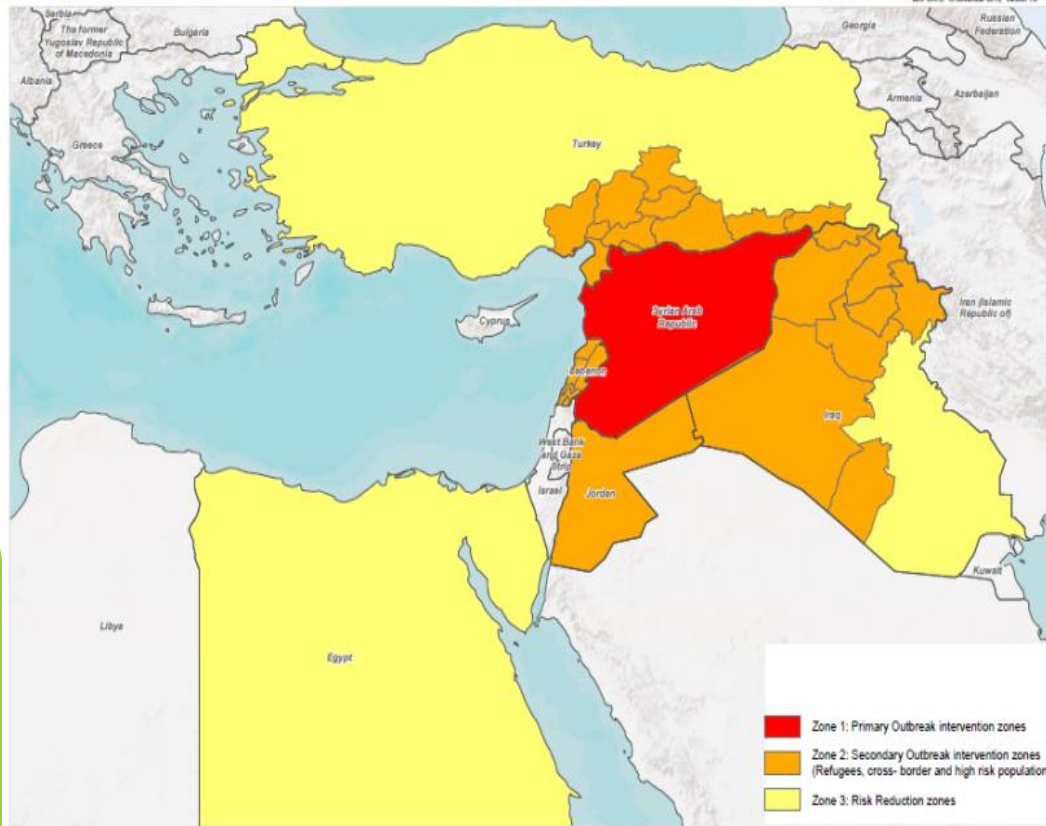 Serbia
The former
Yugoslav Republic
of Macedonia
Bulgaria
Georgia
Russian
Federation
Albania
Armenia
Azerbaijan
Greece
Turkey
Cyprus
Syrian Arab
Republic
Iran (Islamic
Republic of)
Lebanon
Iraq
West Bank
and Gaza
Strip
Israel
Jordan
Kuwait
Libya
Egypt
Zone 1: Primary Outbreak intervention zones
Zone 2: Secondary Outbreak intervention zones
(Refugees, cross- border and high risk population
Zone 3: Risk Reduction zones